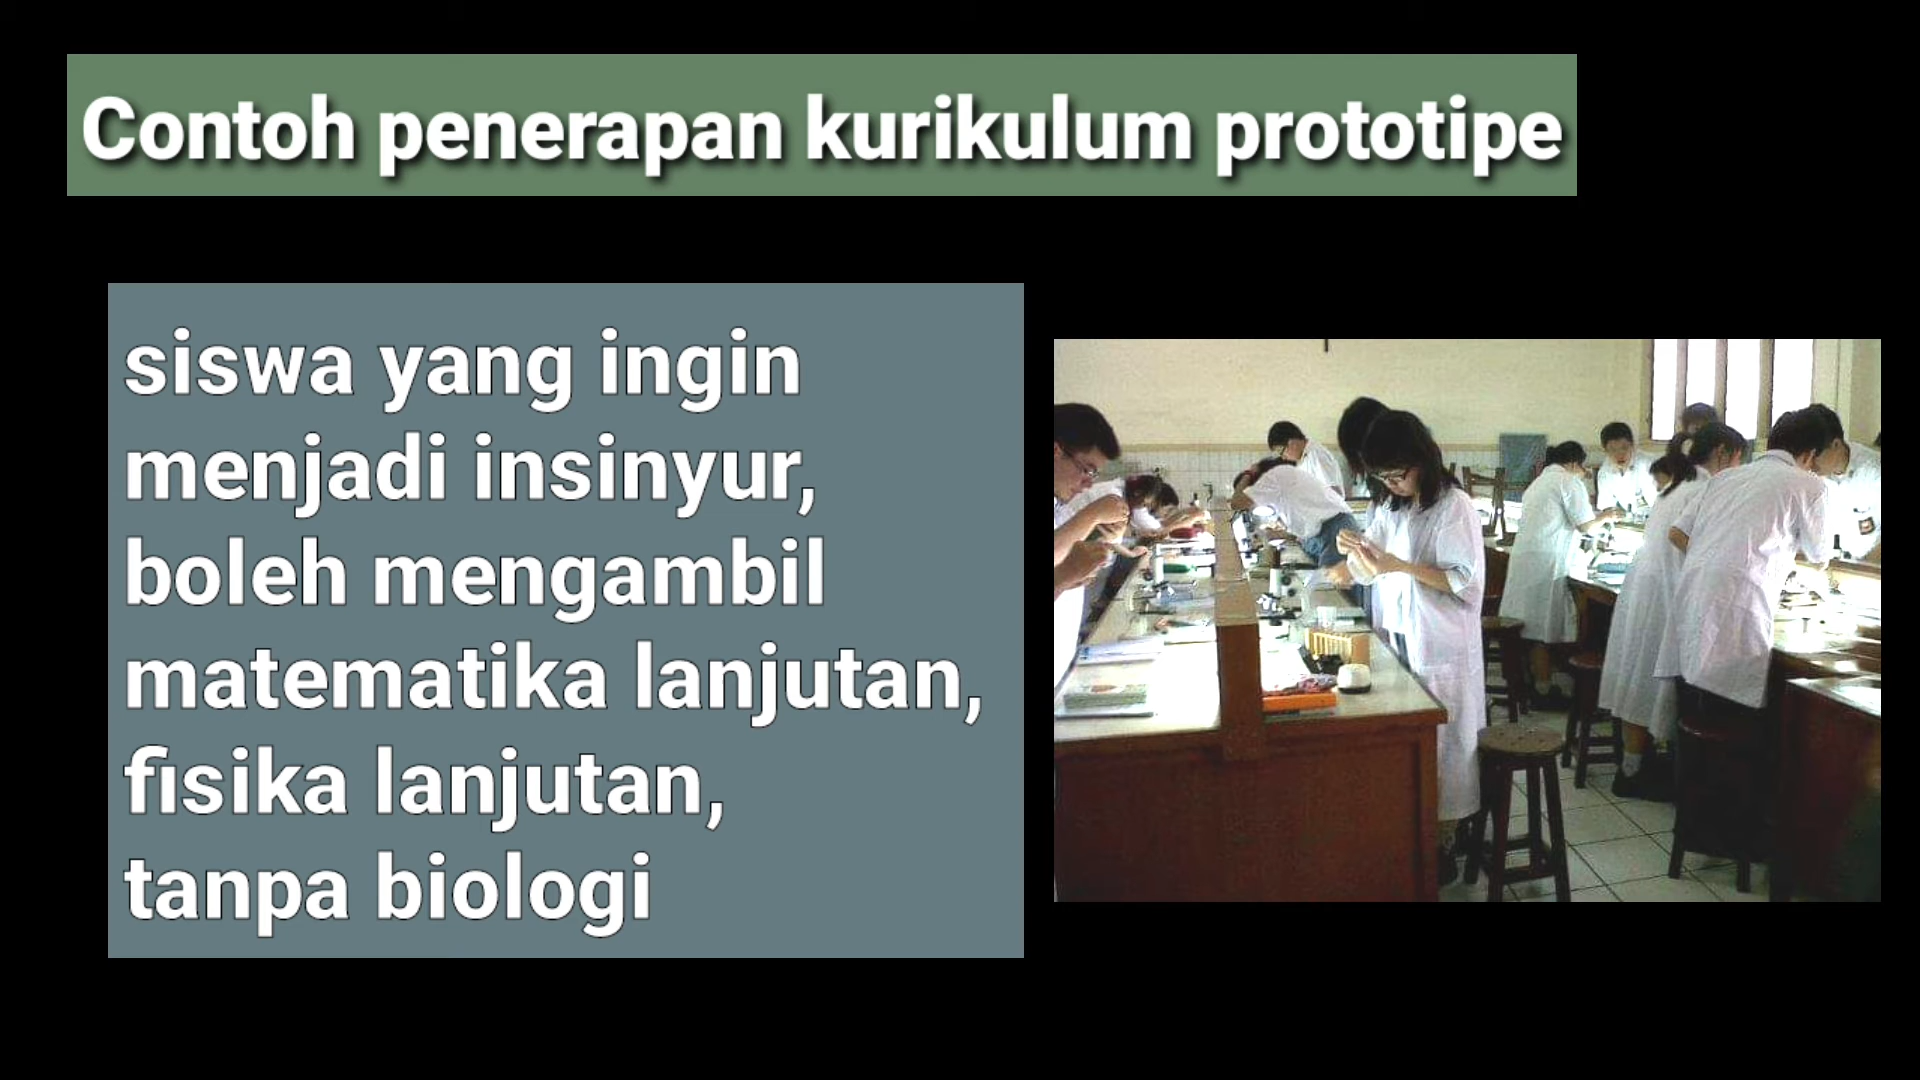 Contoh penerapan kurikulum prototipe
siswa yang ingin
menjadi insinyur,
boleh mengambil
matematika lanjutan,
fisika lanjutan,
tanpa biologi